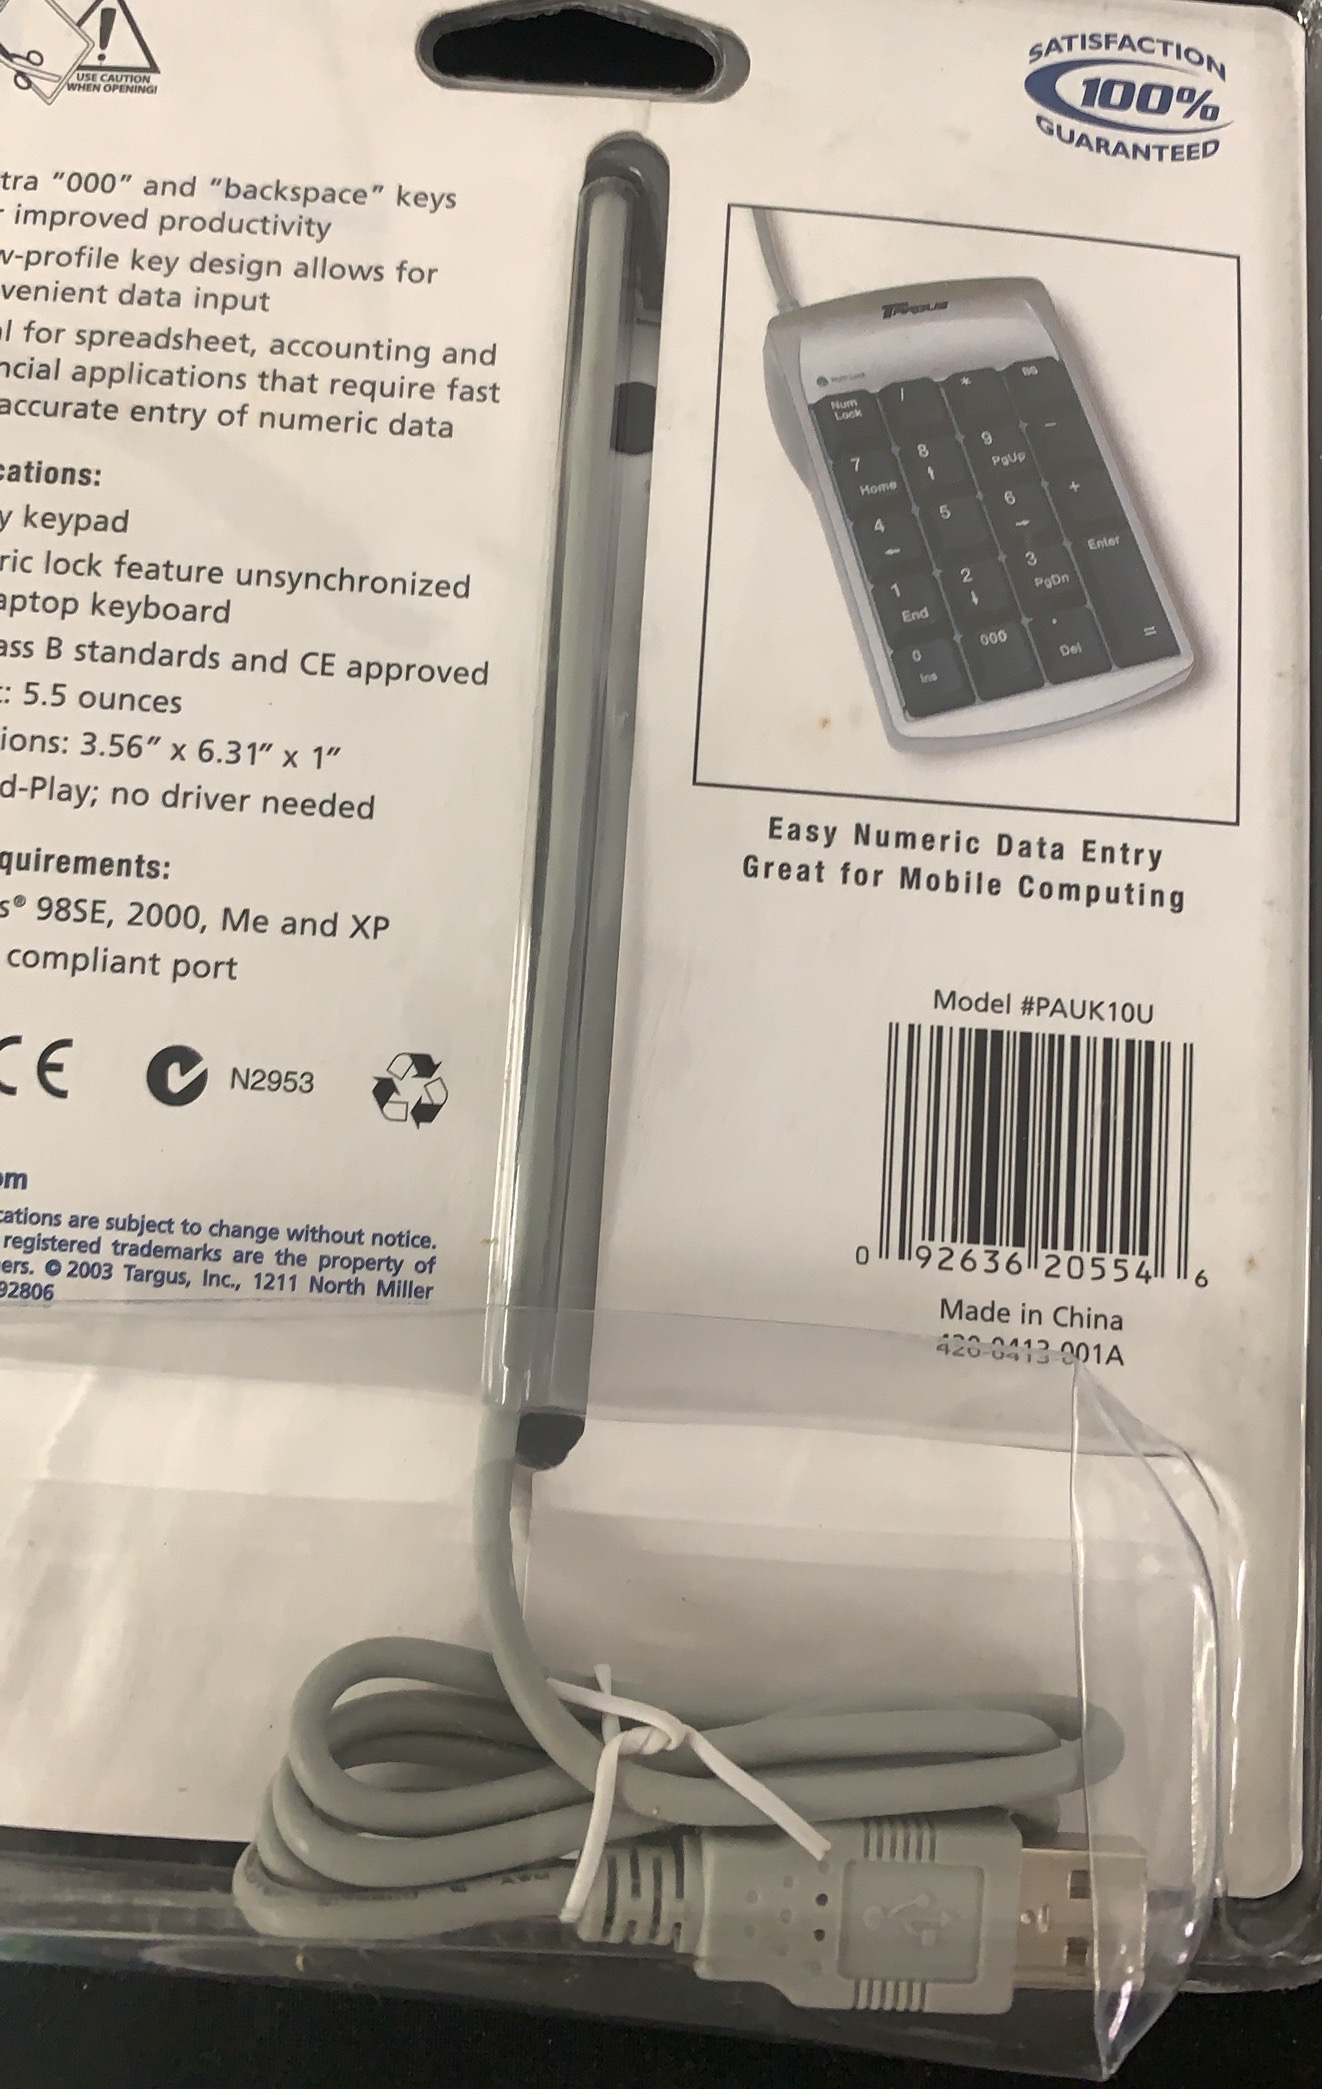 USE CAUTION
WHEN OPENING!
SATISFACTION
100%
GUARANTEED
tra “000” and “backspace” keys
r improved productivity
w-profile key design allows for
venient data input
al for spreadsheet, accounting and
ncial applications that require fast
accurate entry of numeric data
cations:
y keypad
ric lock feature unsynchronized
aptop keyboard
ass B standards and CE approved
t: 5.5 ounces
ions: 3.56” x 6.31” x 1”
d-Play; no driver needed
quirements:
s® 98SE, 2000, Me and XP
compliant port
CE
N2953
om
cations are subject to change without notice.
registered trademarks are the property of
ers. © 2003 Targus, Inc., 1211 North Miller
92806
TARGUS
Num Lock
Num Lock
/
*
BS
7 Home
8
9 PgUp
-
4
5
6
+
1 End
2
3 PgDn
Enter
0 Ins
000
. Del
=
Easy Numeric Data Entry
Great for Mobile Computing
Model #PAUK10U
0 92636 20554 6
Made in China
420-0413-001A